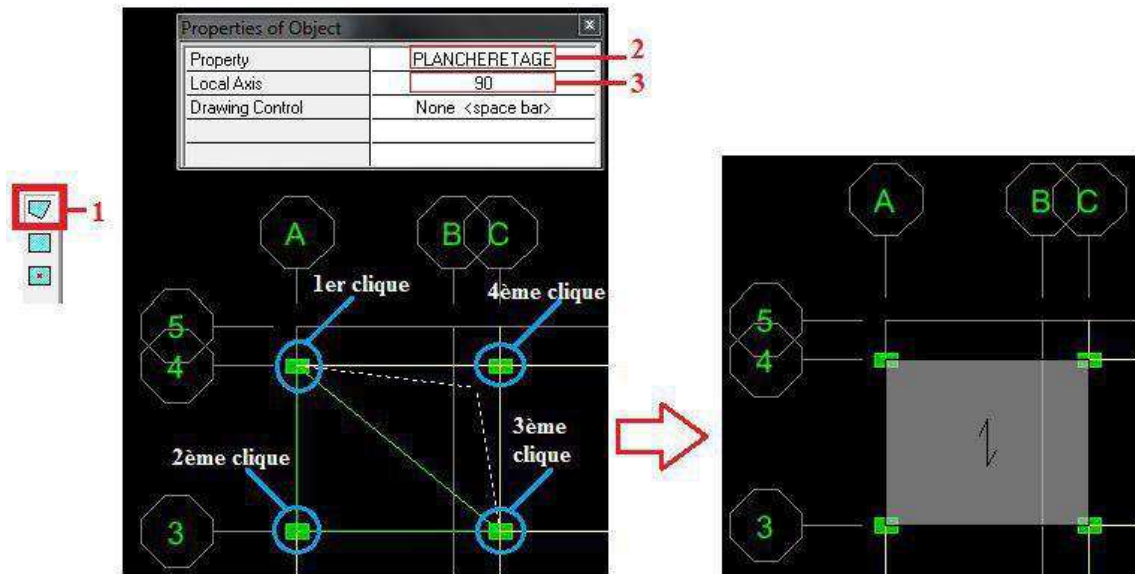 Properties of Object
Property PLANCHERETAGE 2
Local Axis 90 3
Drawing Control None <space bar>
1
A B C
1er clique 4ème clique
5
4
2ème clique 3ème
clique
3
A B C
5
4
3